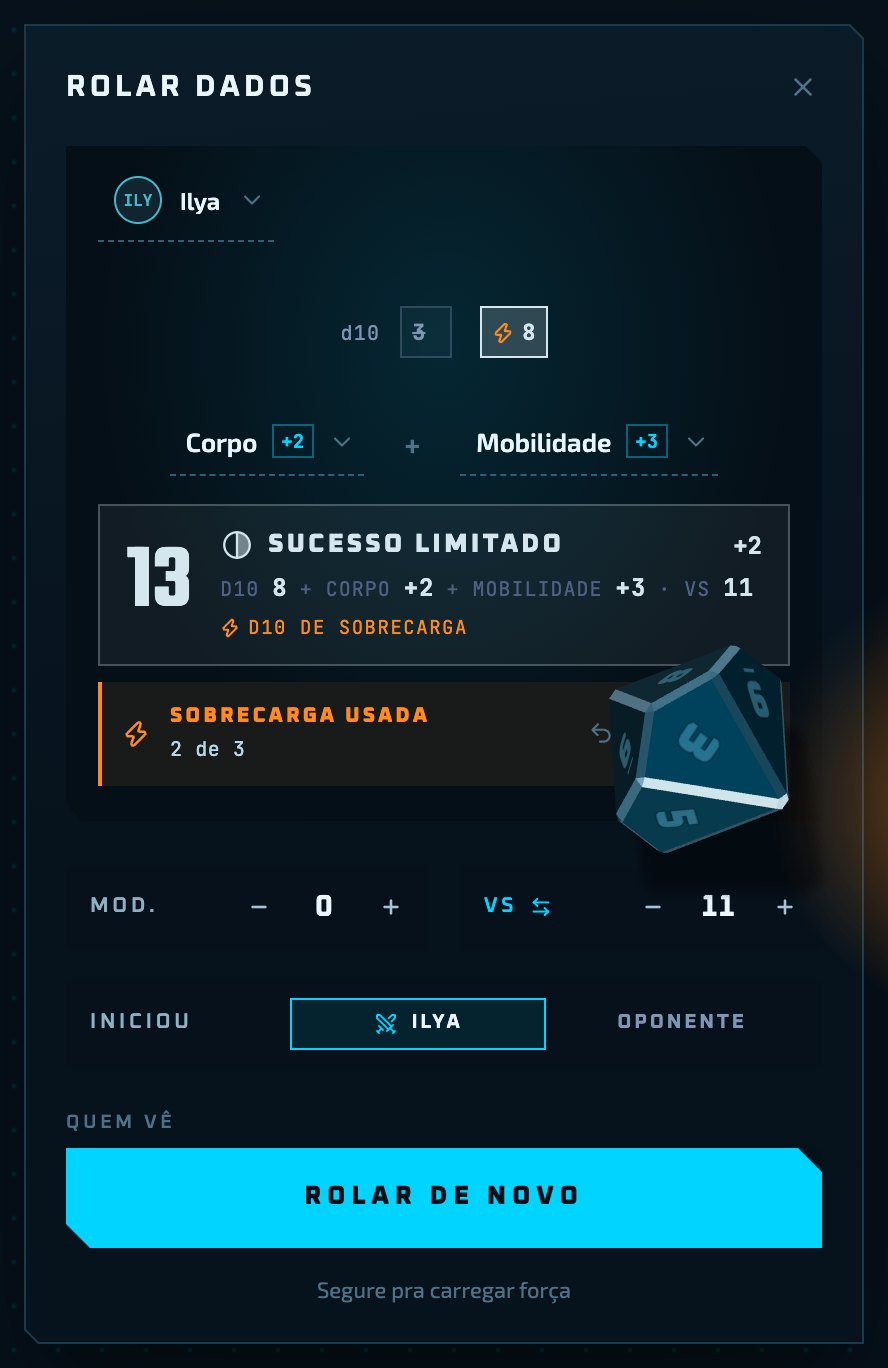 ROLAR DADOS
ILY Ilya
d10 3 8
Corpo +2 + Mobilidade +3
13 SUCESSO LIMITADO +2
D10 8 + CORPO +2 + MOBILIDADE +3 · VS 11
D10 DE SOBRECARGA
SOBRECARGA USADA
2 de 3
3
5
MOD. − 0 + VS − 11 +
INICIOU ILYA OPONENTE
QUEM VÊ
ROLAR DE NOVO
Segure pra carregar força